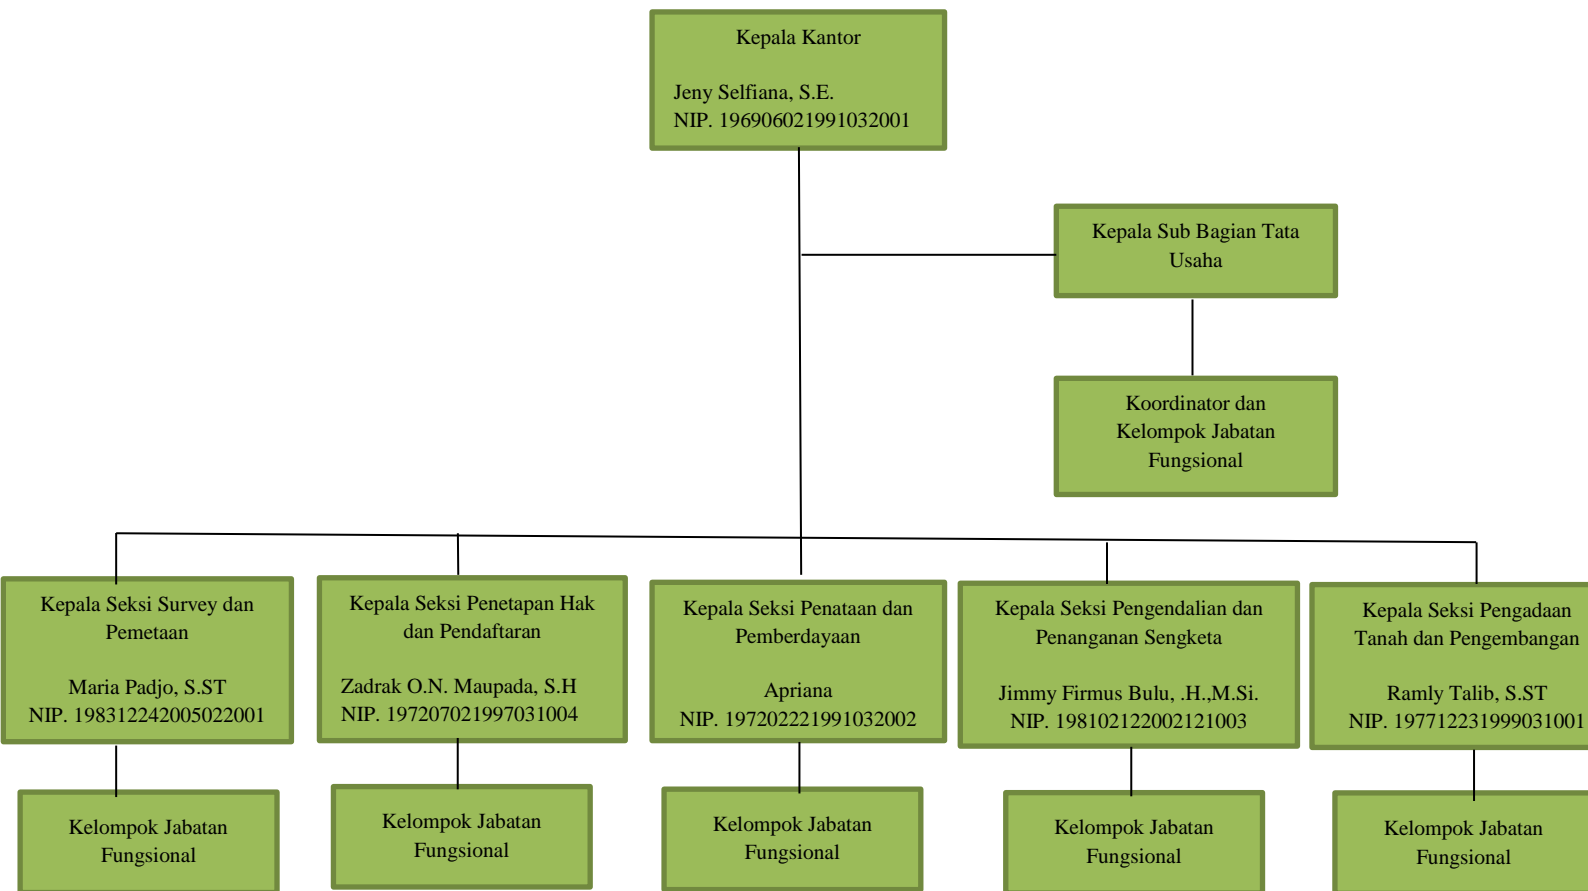 Kepala Kantor
Jeny Selfiana, S.E.
NIP. 196906021991032001
Kepala Sub Bagian Tata
Usaha
Koordinator dan
Kelompok Jabatan
Fungsional
Kepala Seksi Survey dan
Pemetaan
Maria Padjo, S.ST
NIP. 198312242005022001
Kepala Seksi Penetapan Hak
dan Pendaftaran
Zadrak O.N. Maupada, S.H
NIP. 197207021997031004
Kepala Seksi Penataan dan
Pemberdayaan
Apriana
NIP. 197202221991032002
Kepala Seksi Pengendalian dan
Penanganan Sengketa
Jimmy Firmus Bulu, .H.,M.Si.
NIP. 198102122002121003
Kepala Seksi Pengadaan
Tanah dan Pengembangan
Ramly Talib, S.ST
NIP. 197712231999031001
Kelompok Jabatan
Fungsional
Kelompok Jabatan
Fungsional
Kelompok Jabatan
Fungsional
Kelompok Jabatan
Fungsional
Kelompok Jabatan
Fungsional